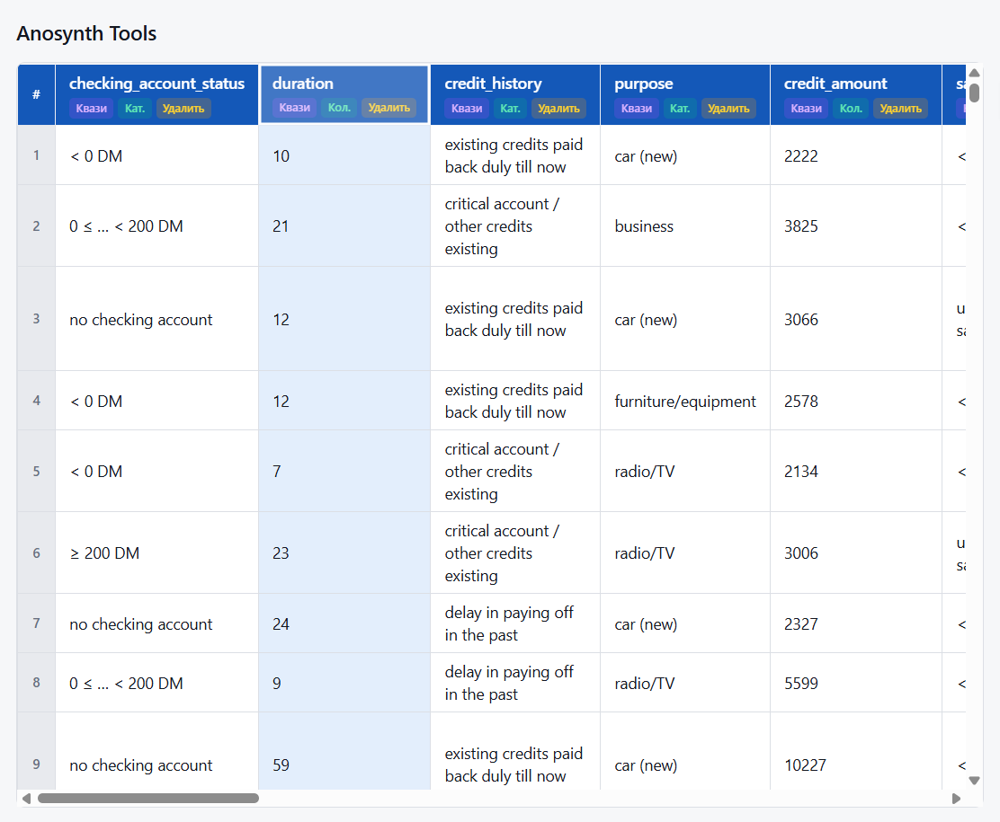 Anosynth Tools
# checking_account_status duration credit_history purpose credit_amount
Квази Кат. Удалить Квази Кол. Удалить Квази Кат. Удалить Квази Кат. Удалить Квази Кол. Удалить
1 < 0 DM 10 existing credits paid back duly till now car (new) 2222 <
2 0 ≤ ... < 200 DM 21 critical account / other credits existing business 3825 <
3 no checking account 12 existing credits paid back duly till now car (new) 3066
4 < 0 DM 12 existing credits paid back duly till now furniture/equipment 2578 <
5 < 0 DM 7 critical account / other credits existing radio/TV 2134 <
6 ≥ 200 DM 23 critical account / other credits existing radio/TV 3006
7 no checking account 24 delay in paying off in the past car (new) 2327 <
8 0 ≤ ... < 200 DM 9 delay in paying off in the past radio/TV 5599 <
9 no checking account 59 existing credits paid back duly till now car (new) 10227 <